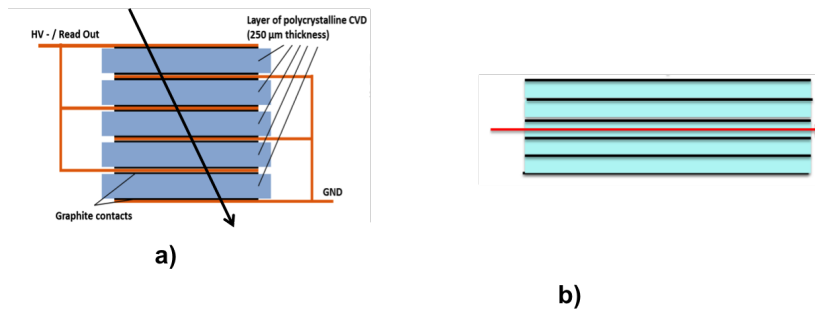 HV - / Read Out
Layer of polycrystalline CVD
(250 µm thickness)
GND
Graphite contacts
a)
b)